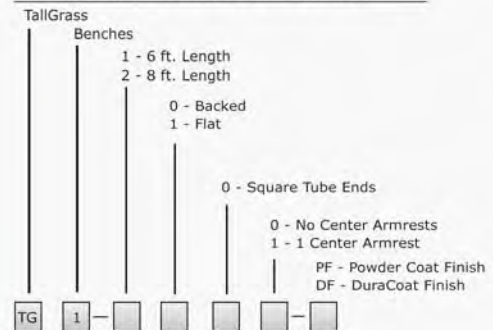 TallGrass
Benches
1 - 6 ft. Length
2 - 8 ft. Length
0 - Backed
1 - Flat
0 - Square Tube Ends
0 - No Center Armrests
1 - 1 Center Armrest
PF - Powder Coat Finish
DF - DuraCoat Finish
TG 1 - -